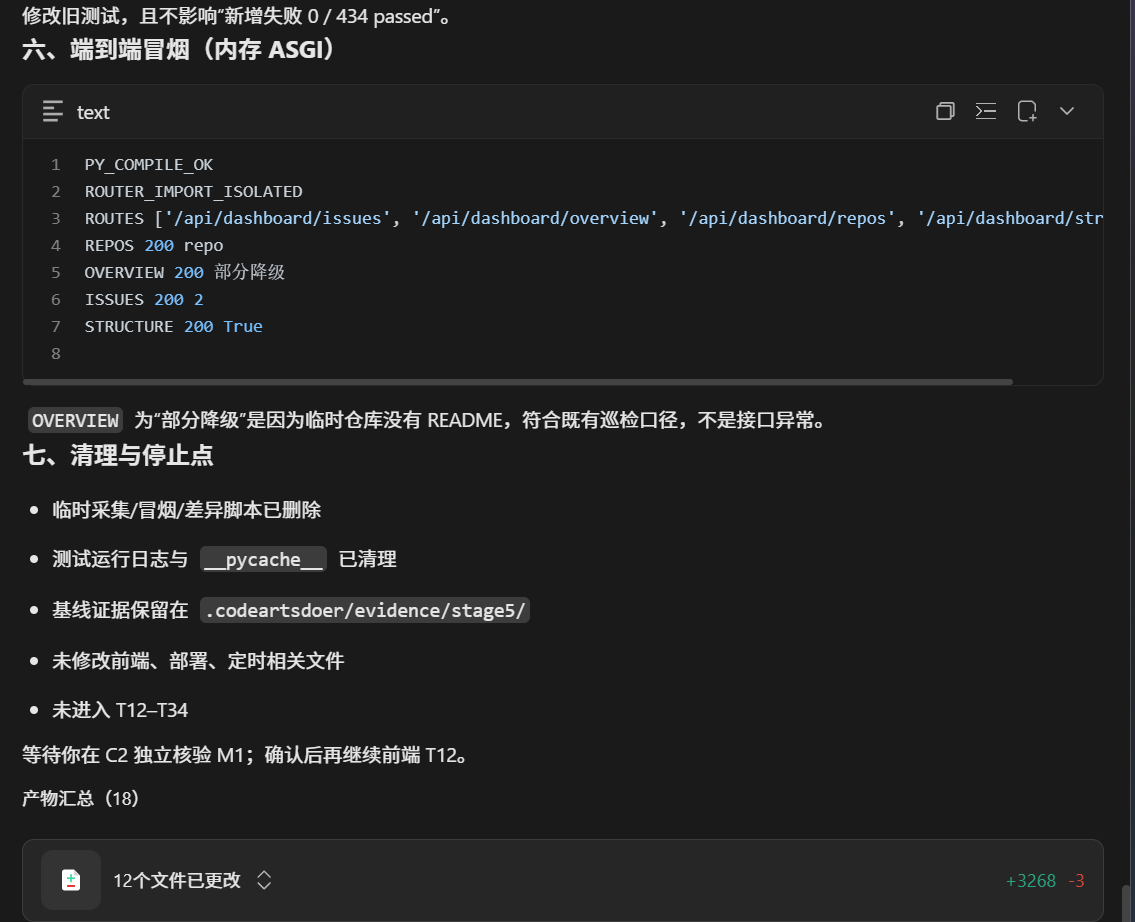 修改旧测试，且不影响“新增失败 0 / 434 passed”。
六、端到端冒烟（内存 ASGI）
text
1 PY_COMPILE_OK
2 ROUTER_IMPORT_ISOLATED
3 ROUTES ['/api/dashboard/issues', '/api/dashboard/overview', '/api/dashboard/repos', '/api/dashboard/str
4 REPOS 200 repo
5 OVERVIEW 200 部分降级
6 ISSUES 200 2
7 STRUCTURE 200 True
8
OVERVIEW 为“部分降级”是因为临时仓库没有 README，符合既有巡检口径，不是接口异常。
七、清理与停止点
• 临时采集/冒烟/差异脚本已删除
• 测试运行日志与 __pycache__ 已清理
• 基线证据保留在 .codeartsdoer/evidence/stage5/
• 未修改前端、部署、定时相关文件
• 未进入 T12–T34
等待你在 C2 独立核验 M1；确认后再继续前端 T12。
产物汇总（18）
12个文件已更改 +3268 -3